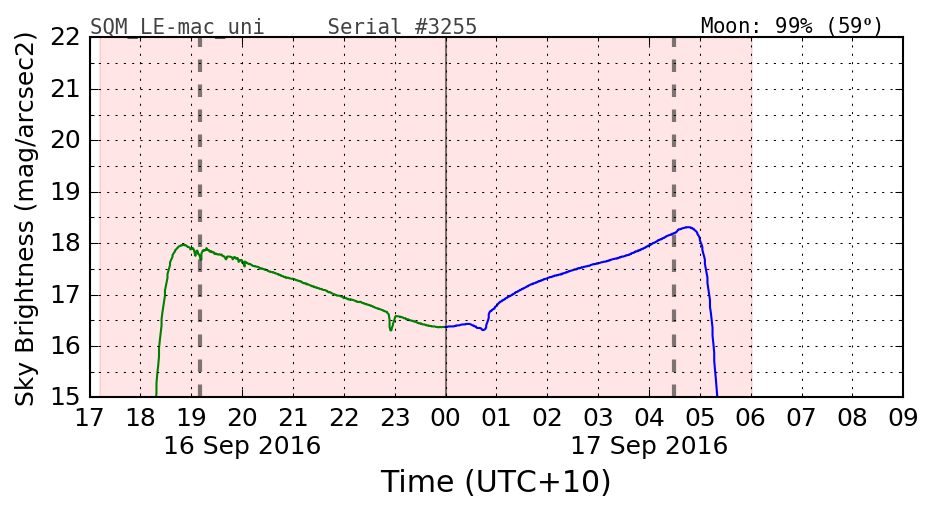 SQM_LE-mac_uni Serial #3255 Moon: 99% (59°)
22
21
20
19
18
17
16
15
Sky Brightness (mag/arcsec2)
17 18 19 20 21 22 23 00 01 02 03 04 05 06 07 08 09
16 Sep 2016 17 Sep 2016
Time (UTC+10)